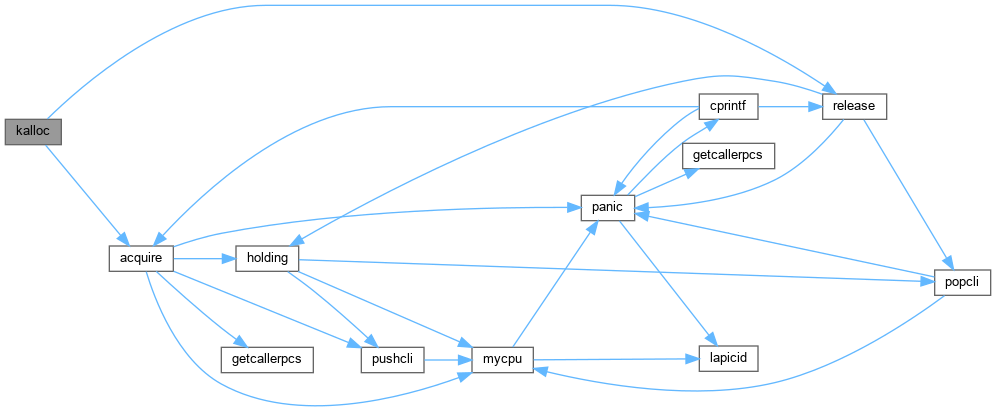 cprintf
release
kalloc
getcallerpcs
panic
acquire
holding
popcli
getcallerpcs
pushcli
mycpu
lapicid